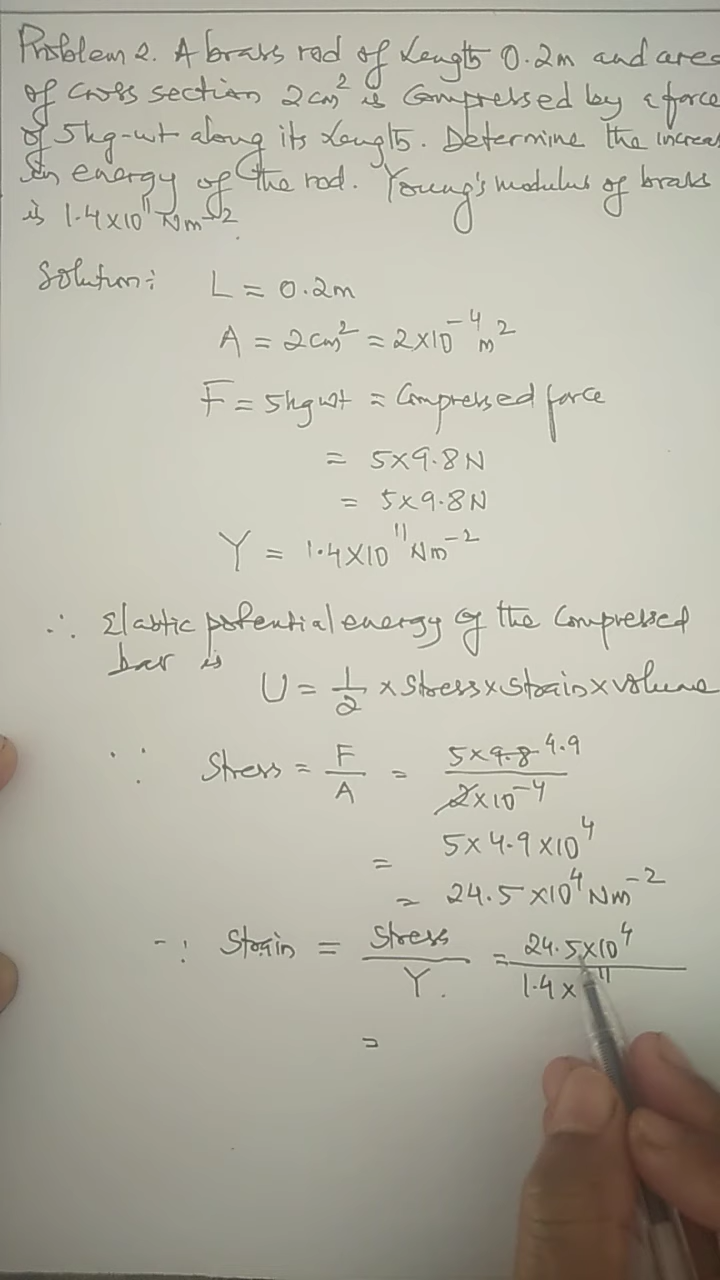 Problem 2. A brass rod of Length 0.2m and area
of cross section 2cm² is compressed by a force
of 5kg-wt along its Length. Determine the increas
in energy of the rod. Young's modulus of brass
is 1.4×10¹¹ Nm⁻².
Solution: L = 0.2m
A = 2cm² = 2×10⁻⁴ m²
F = 5kgwt = Compressed force
= 5×9.8N
= 5×9.8N
Y = 1.4×10¹¹ Nm⁻²
∴ Elastic potential energy of the compressed
bar is
U = 1/2 × stress×strain×volume
∵ Stress = F/A = 5×9.8 4.9 / 2×10⁻⁴
= 5×4.9×10⁴
= 24.5×10⁴ Nm⁻²
∵ Strain = Stress/Y. = 24.5×10⁴ / 1.4× ¹¹
=